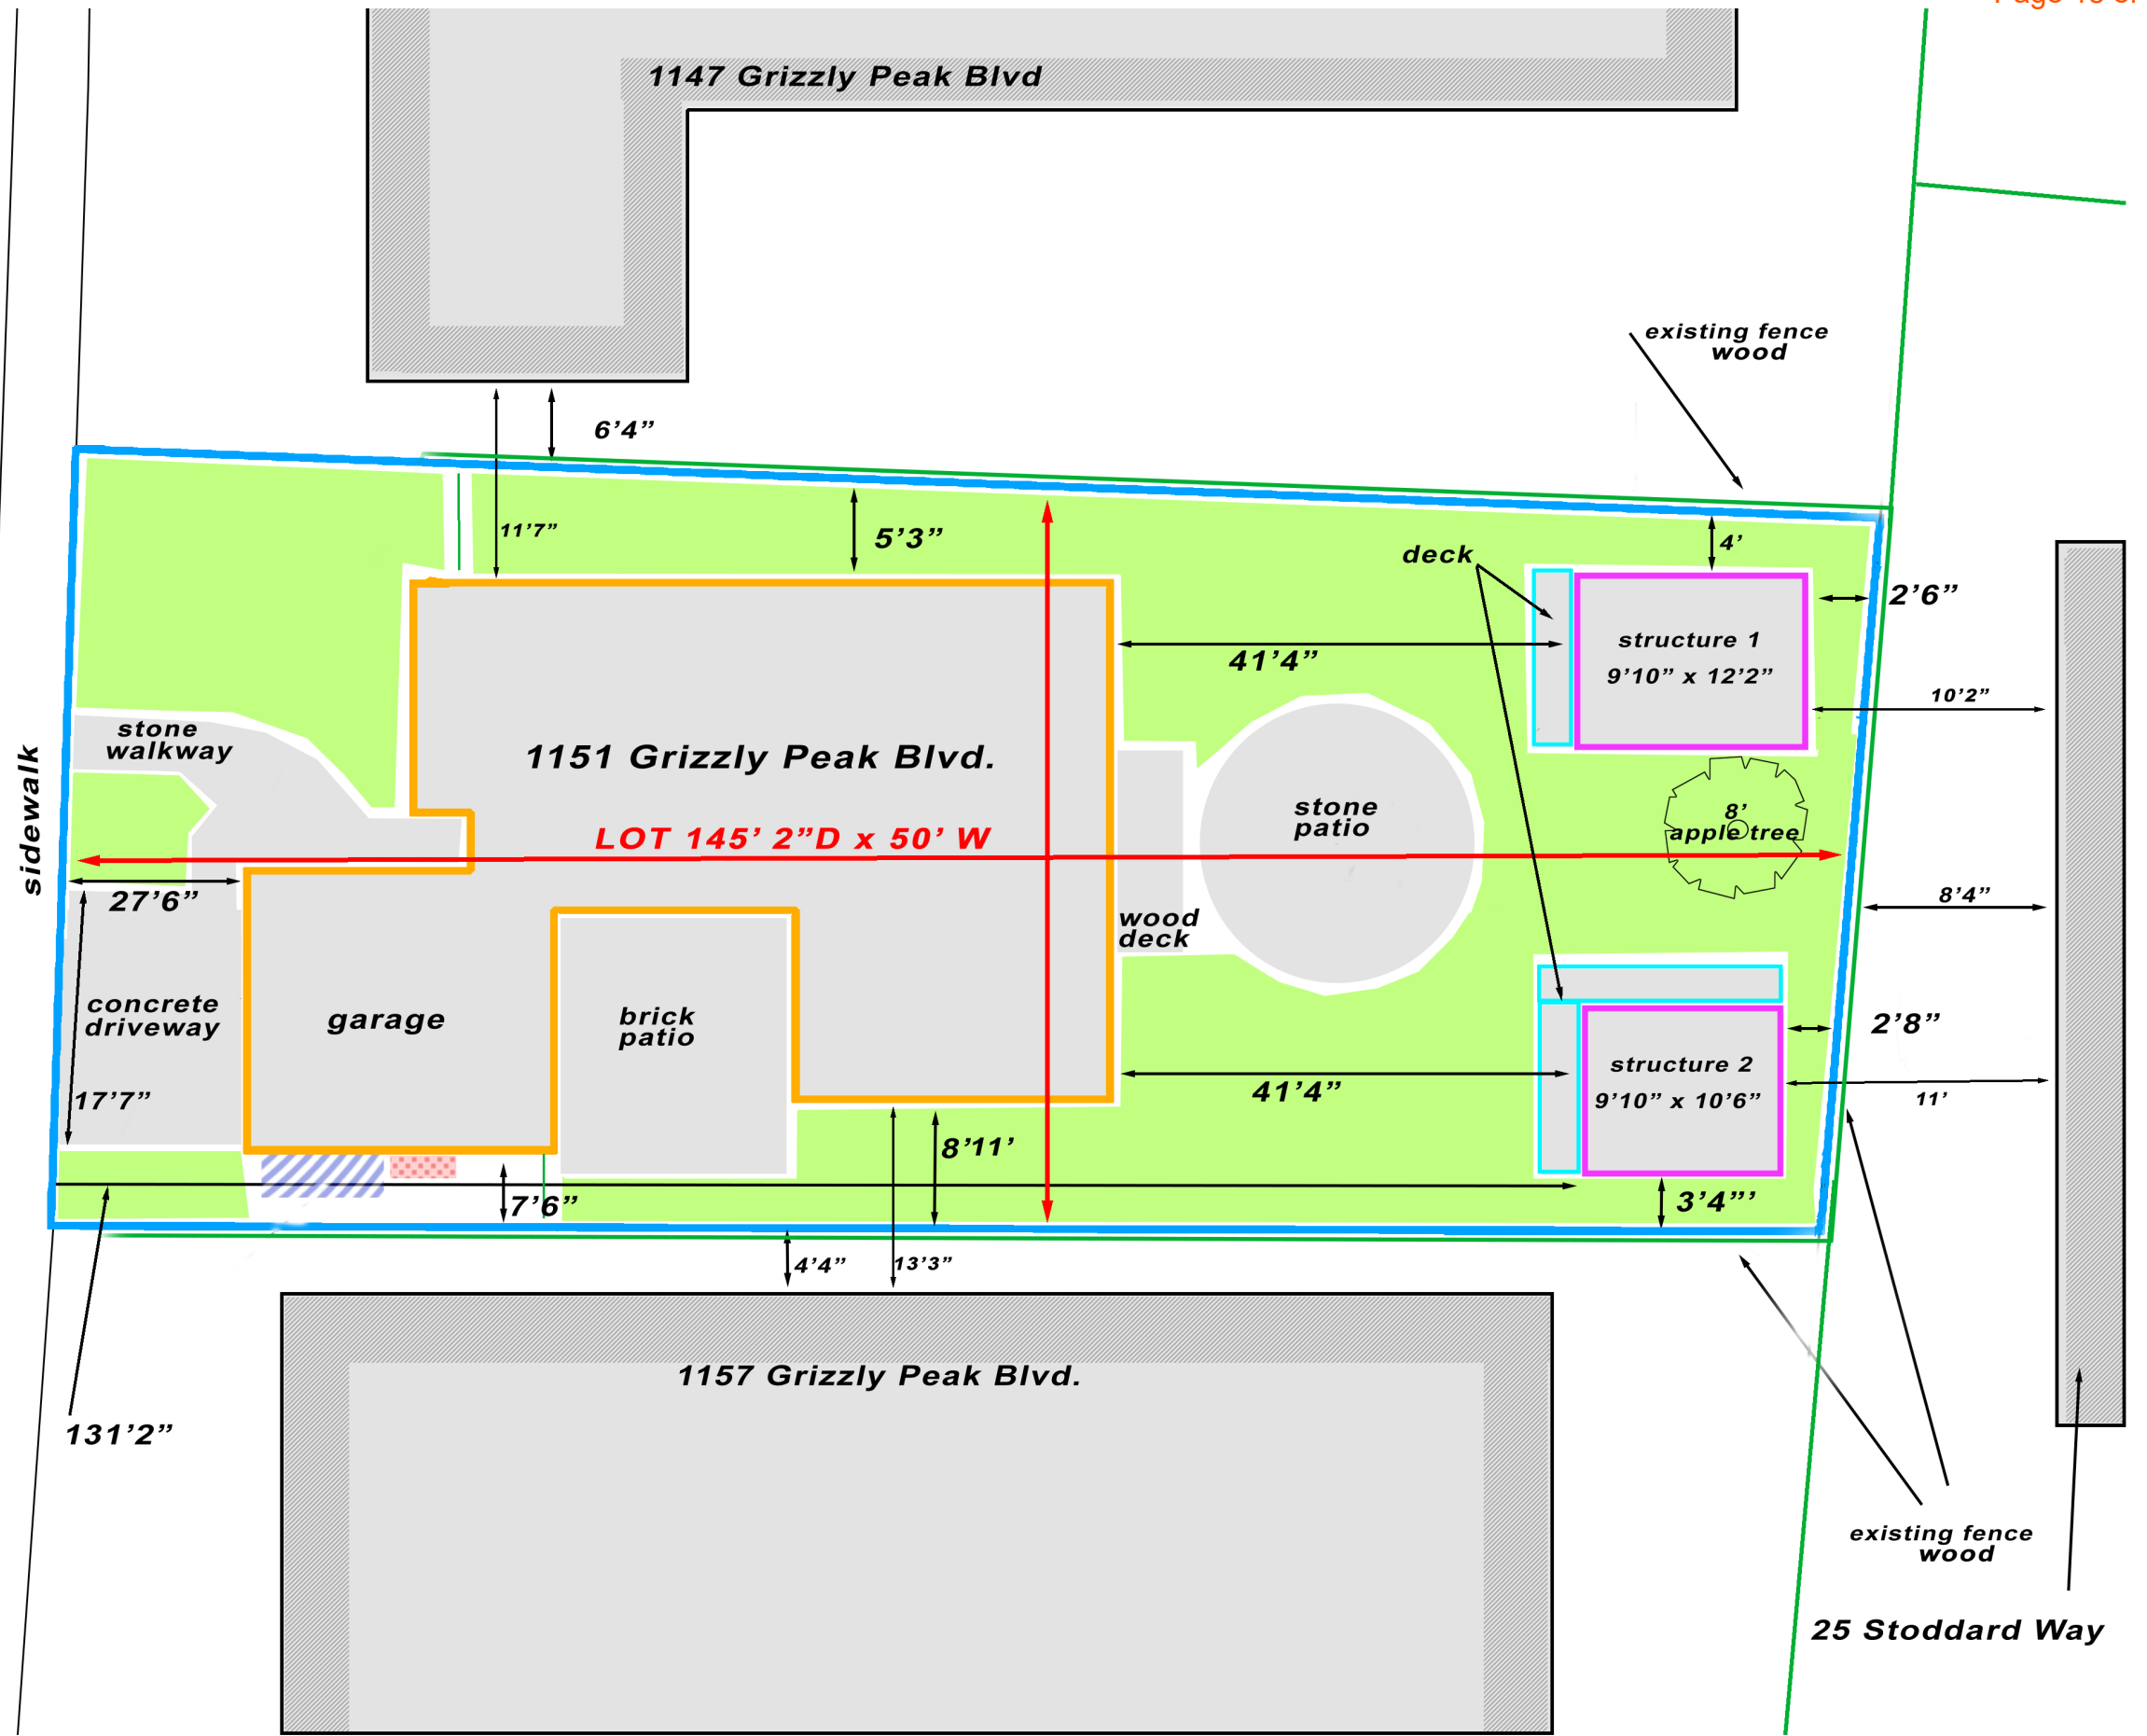 1147 Grizzly Peak Blvd
existing fence
wood
6’4”
11’7”
5’3”
4'
deck
2’6”
structure 1
9’10” x 12’2”
41’4”
10’2”
stone
walkway
1151 Grizzly Peak Blvd.
sidewalk
stone
patio
8’
apple tree
LOT 145’ 2”D x 50’ W
27’6”
8’4”
wood
deck
concrete
driveway
garage
brick
patio
2’8”
structure 2
9’10” x 10’6”
41’4”
11'
17’7”
8’11’
7’6”
3’4”’
4’4”
13’3”
1157 Grizzly Peak Blvd.
131’2”
existing fence
wood
25 Stoddard Way